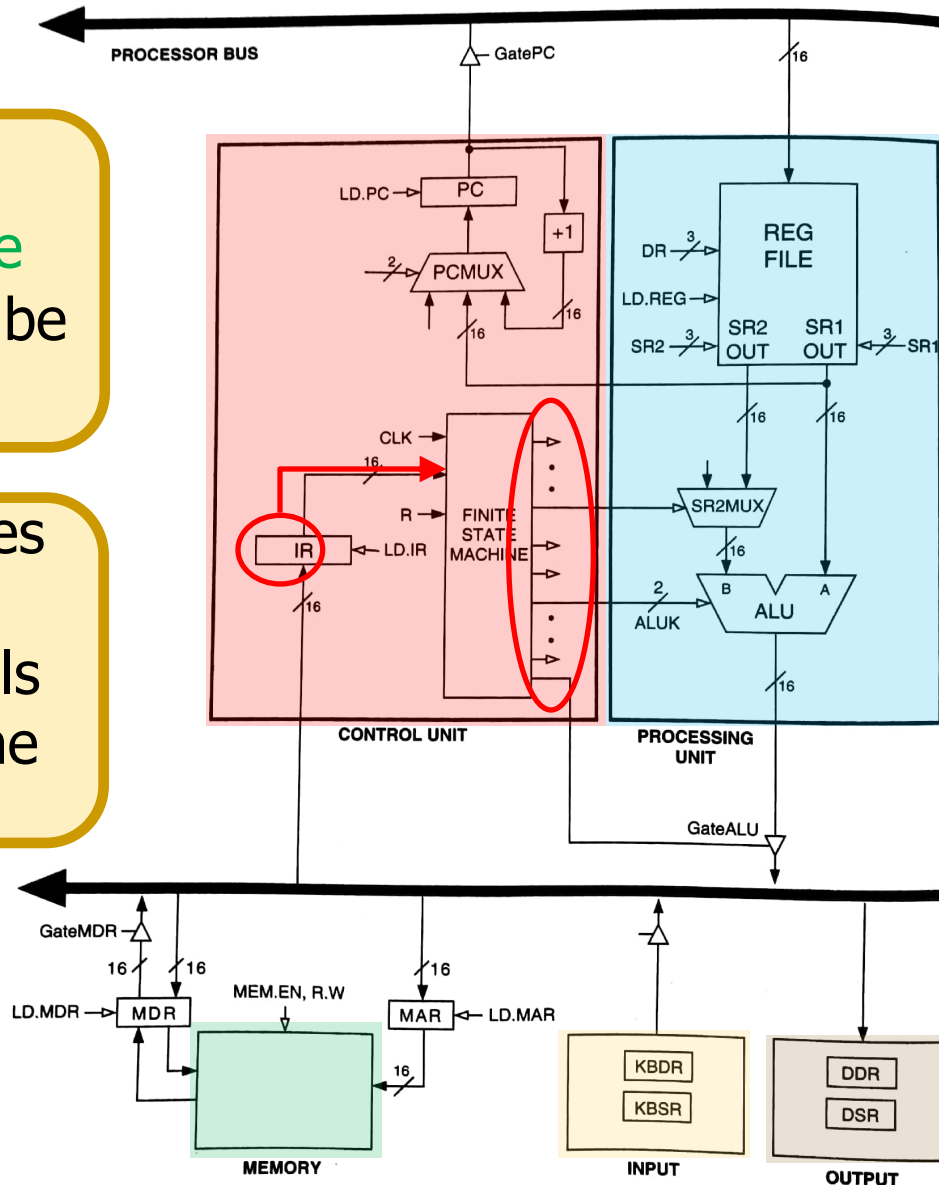 PROCESSOR BUS
GatePC
16
e
be
es
ls
ne
LD.PC
PC
+1
2
PCMUX
16
16
CLK
16
R
FINITE
STATE
MACHINE
IR
LD.IR
16
CONTROL UNIT
REG
FILE
DR
3
LD.REG
SR2
3
SR2
OUT
SR1
OUT
3
SR1
16
16
SR2MUX
16
B
A
ALU
2
ALUK
16
PROCESSING
UNIT
GateALU
GateMDR
16
16
LD.MDR
MDR
MEM.EN, R.W
16
MAR
LD.MAR
16
MEMORY
KBDR
KBSR
INPUT
DDR
DSR
OUTPUT